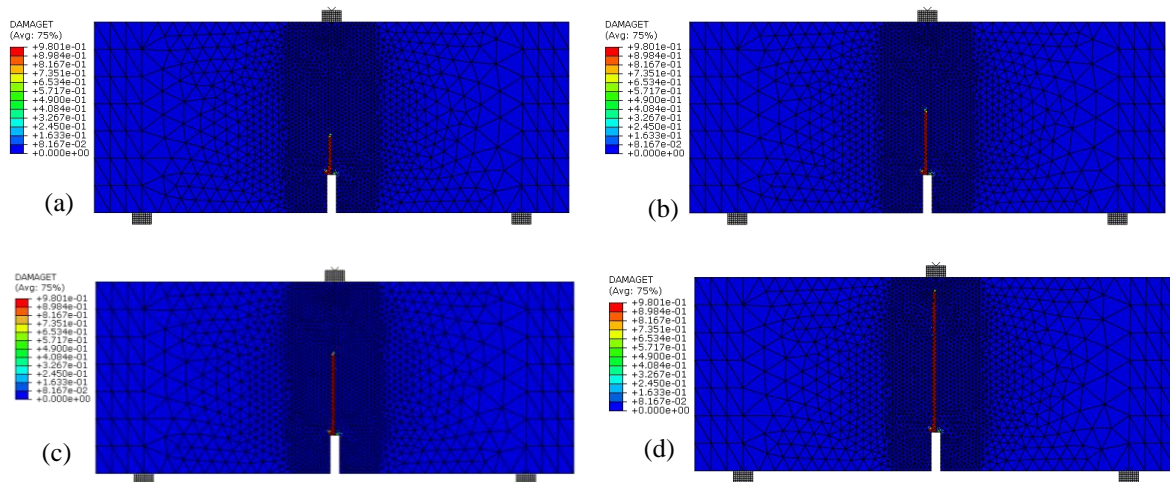 DAMAGET
(Avg: 75%)
+9.801e-01
+8.984e-01
+8.167e-01
+7.351e-01
+6.534e-01
+5.717e-01
+4.900e-01
+4.084e-01
+3.267e-01
+2.450e-01
+1.633e-01
+8.167e-02
+0.000e+00
(a)
DAMAGET
(Avg: 75%)
+9.801e-01
+8.984e-01
+8.167e-01
+7.351e-01
+6.534e-01
+5.717e-01
+4.900e-01
+4.084e-01
+3.267e-01
+2.450e-01
+1.633e-01
+8.167e-02
+0.000e+00
(b)
DAMAGET
(Avg: 75%)
+9.801e-01
+8.984e-01
+8.167e-01
+7.351e-01
+6.534e-01
+5.717e-01
+4.900e-01
+4.084e-01
+3.267e-01
+2.450e-01
+1.633e-01
+8.167e-02
+0.000e+00
(c)
DAMAGET
(Avg: 75%)
+9.801e-01
+8.984e-01
+8.167e-01
+7.351e-01
+6.534e-01
+5.717e-01
+4.900e-01
+4.084e-01
+3.267e-01
+2.450e-01
+1.633e-01
+8.167e-02
+0.000e+00
(d)